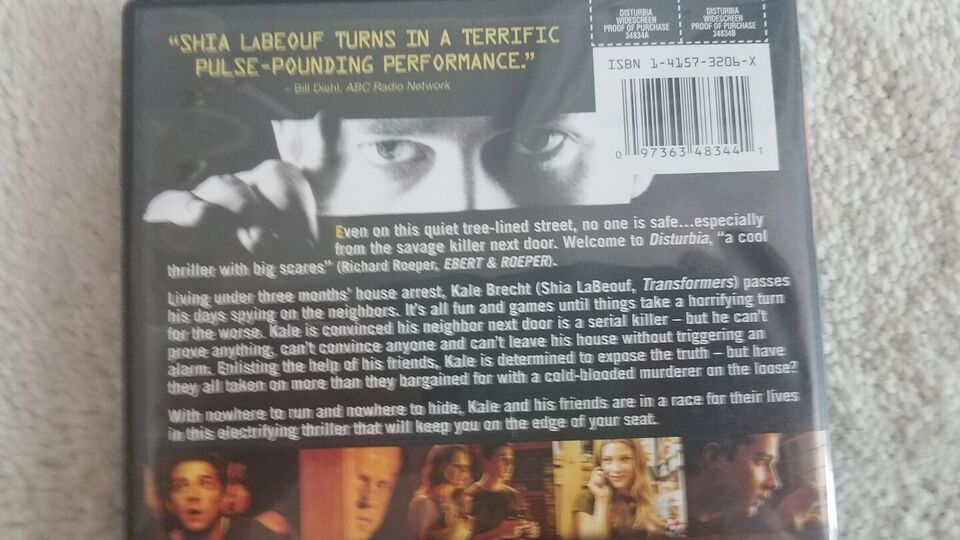 "SHIA LABEOUF TURNS IN A TERRIFIC
PULSE-POUNDING PERFORMANCE."
– Bill Diehl, ABC Radio Network
DISTURBIA
WIDESCREEN
PROOF OF PURCHASE
34834A
DISTURBIA
WIDESCREEN
PROOF OF PURCHASE
34834B
ISBN 1-4157-3206-X
0 97363 48344 1
Even on this quiet tree-lined street, no one is safe...especially
from the savage killer next door. Welcome to Disturbia, "a cool
thriller with big scares" (Richard Roeper, EBERT & ROEPER).
Living under three months' house arrest, Kale Brecht (Shia LaBeouf, Transformers) passes
his days spying on the neighbors. It's all fun and games until things take a horrifying turn
for the worse. Kale is convinced his neighbor next door is a serial killer – but he can't
prove anything, can't convince anyone and can't leave his house without triggering an
alarm. Enlisting the help of his friends, Kale is determined to expose the truth – but have
they all taken on more than they bargained for with a cold-blooded murderer on the loose?
With nowhere to run and nowhere to hide, Kale and his friends are in a race for their lives
in this electrifying thriller that will keep you on the edge of your seat.